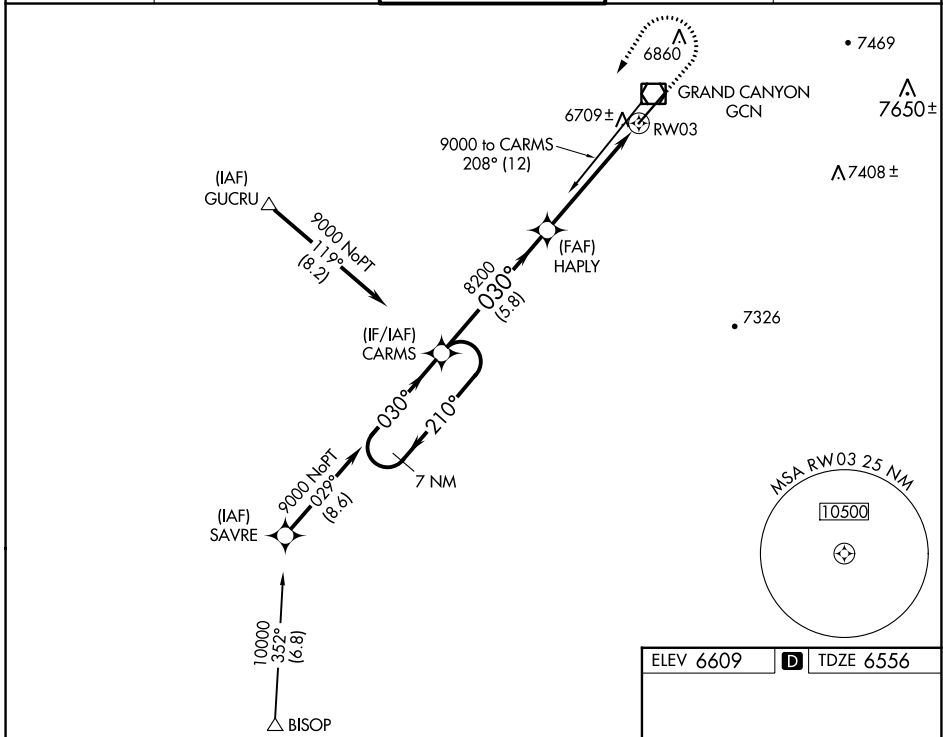 6860
7469
GRAND CANYON
GCN
7650±
6709±
RW03
9000 to CARMS
208° (12)
7408±
(IAF)
GUCRU
9000 NoPT
119°
(8.2)
(FAF)
HAPLY
8200
030°
(5.8)
7326
(IF/IAF)
CARMS
030°
210°
7 NM
9000 NoPT
029°
(8.6)
(IAF)
SAVRE
MSA RW03 25 NM
10500
10000
352°
(6.8)
BISOP
ELEV 6609 D TDZE 6556